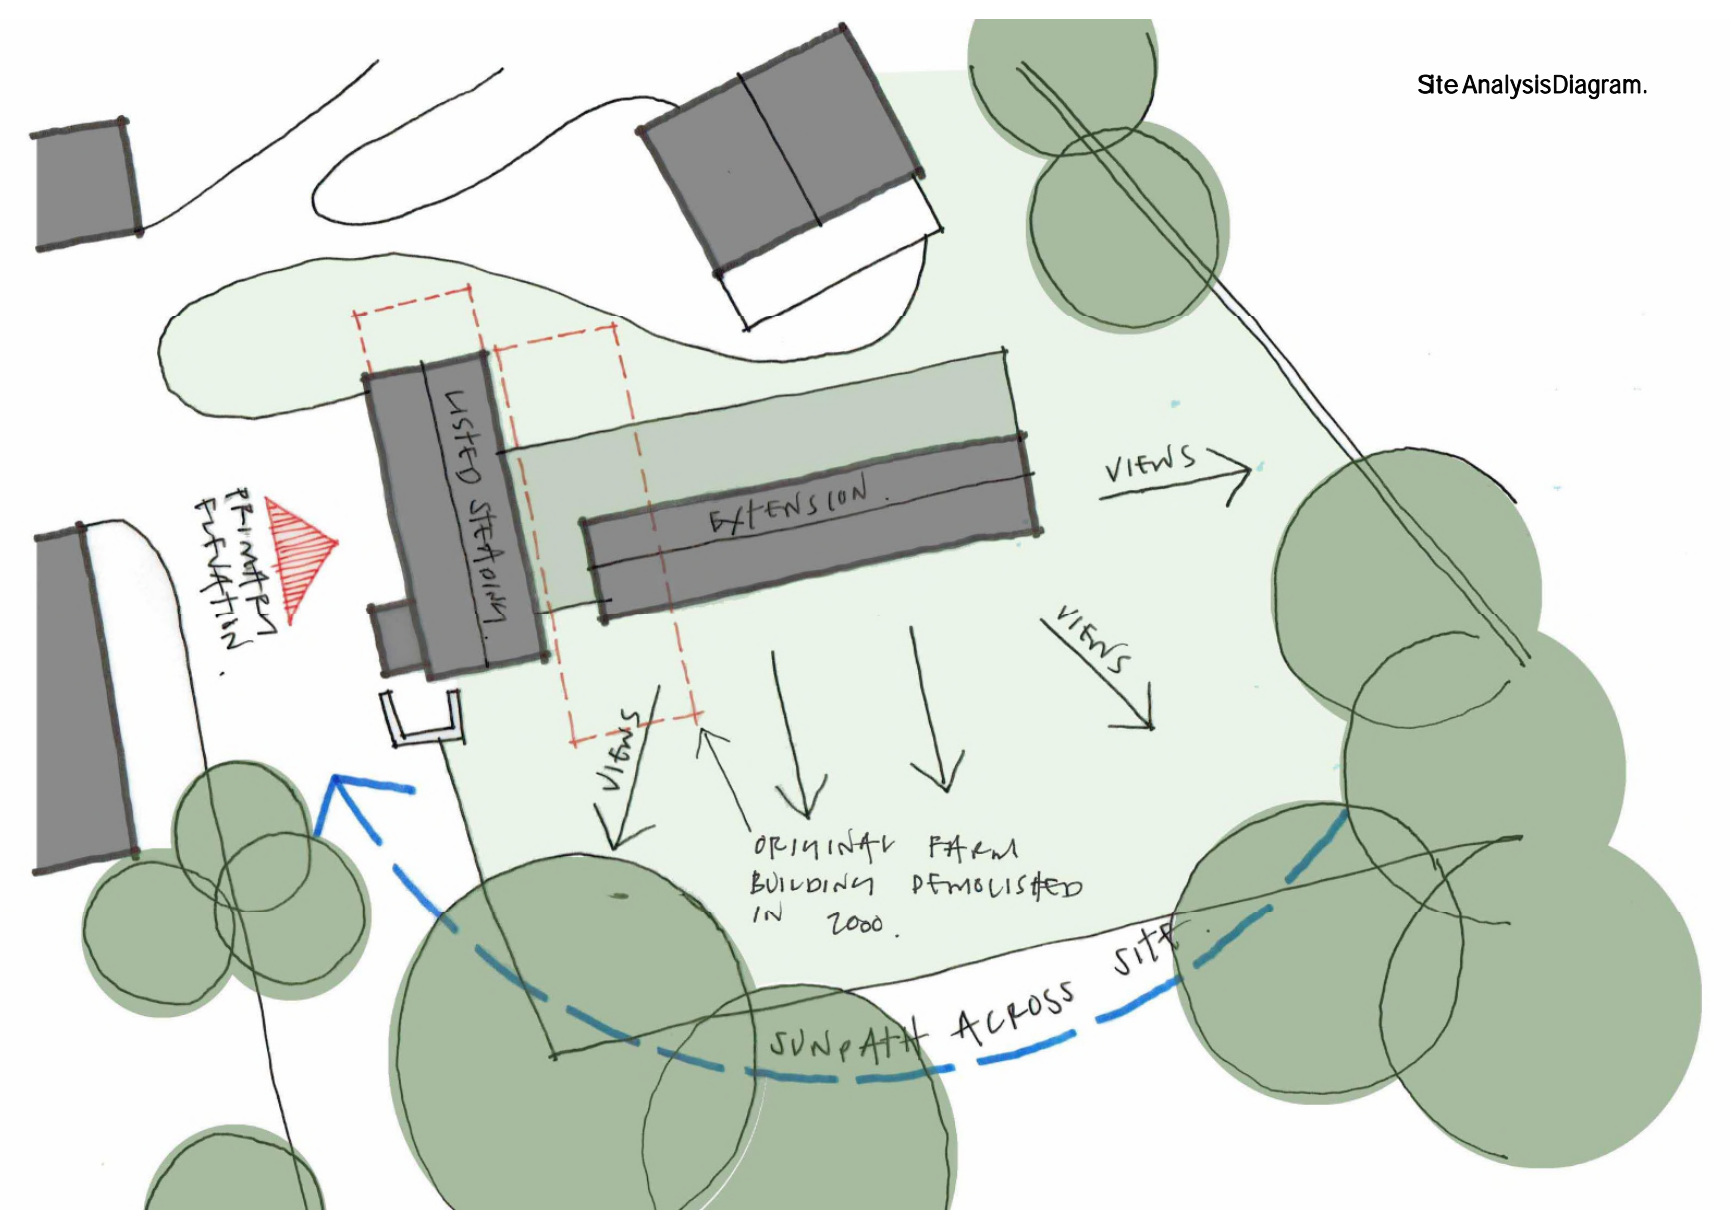 Site Analysis Diagram.
LISTED STEADING.
EXTENSION.
VIEWS
PRIMARY
ELEVATION.
VIEWS
VIEWS
ORIGINAL FARM
BUILDING DEMOLISHED
IN 2000.
SUNPATH ACROSS SITE.